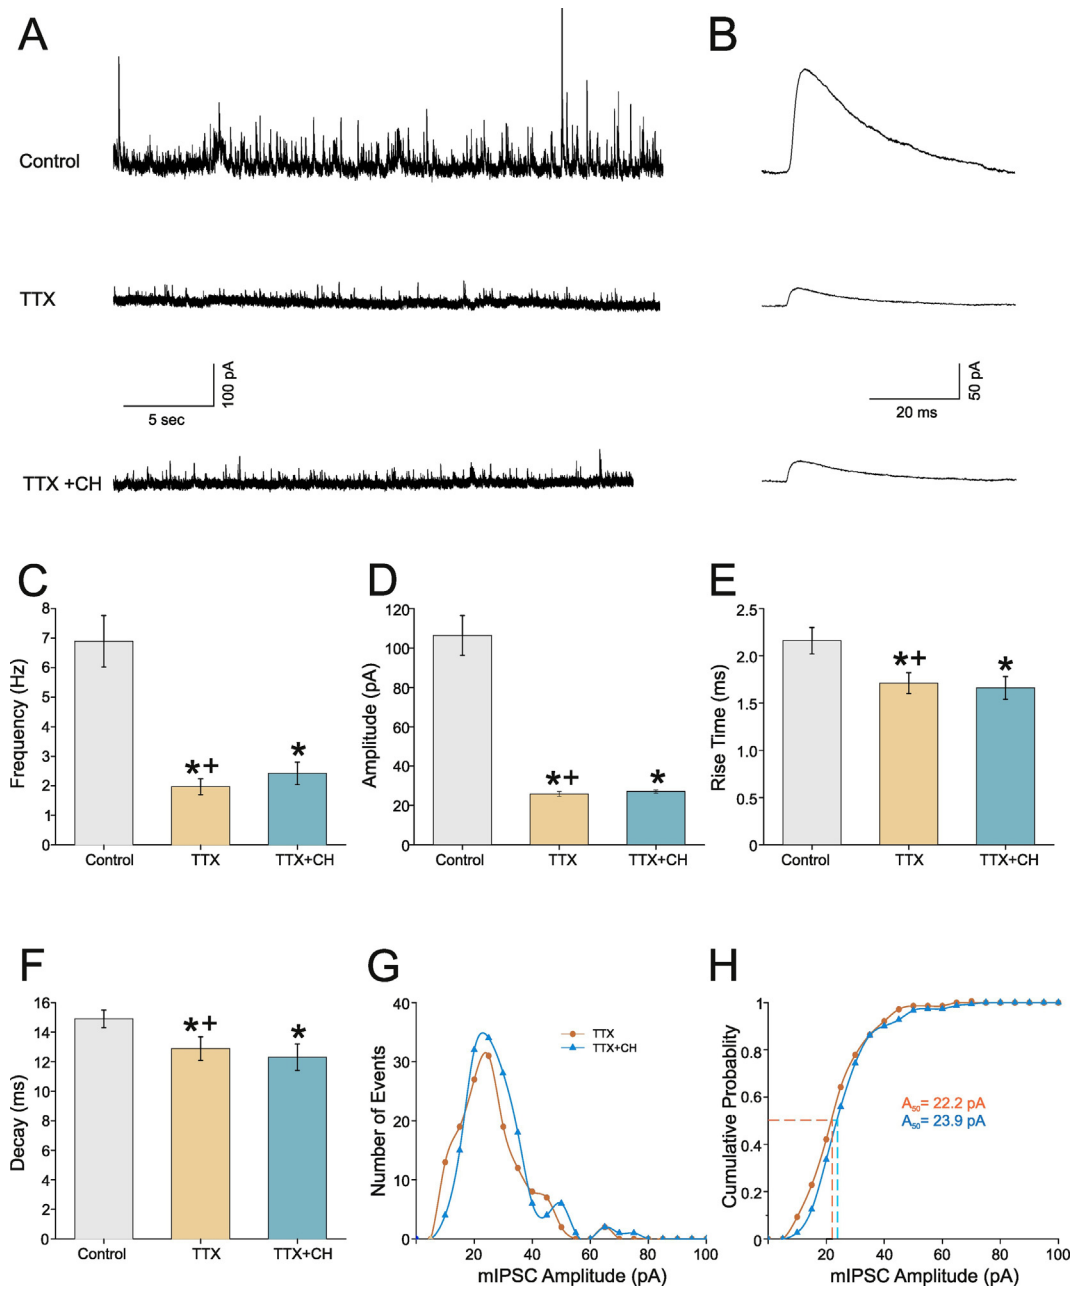 A
B
Control
TTX
100 pA
5 sec
50 pA
20 ms
TTX +CH
C
Frequency (Hz)
8
7
6
5
4
3
2
1
0
*+
*
Control
TTX
TTX+CH
D
Amplitude (pA)
120
100
80
60
40
20
0
*+
*
Control
TTX
TTX+CH
E
Rise Time (ms)
2.5
2.0
1.5
1.0
0.5
0
*+
*
Control
TTX
TTX+CH
F
Decay (ms)
16
14
12
10
8
6
4
2
0
*+
*
Control
TTX
TTX+CH
G
Number of Events
40
30
20
10
0
TTX
TTX+CH
20 40 60 80 100
mIPSC Amplitude (pA)
H
Cumulative Probablity
1
0.8
0.6
0.4
0.2
0
A50= 22.2 pA
A50= 23.9 pA
20 40 60 80 100
mIPSC Amplitude (pA)